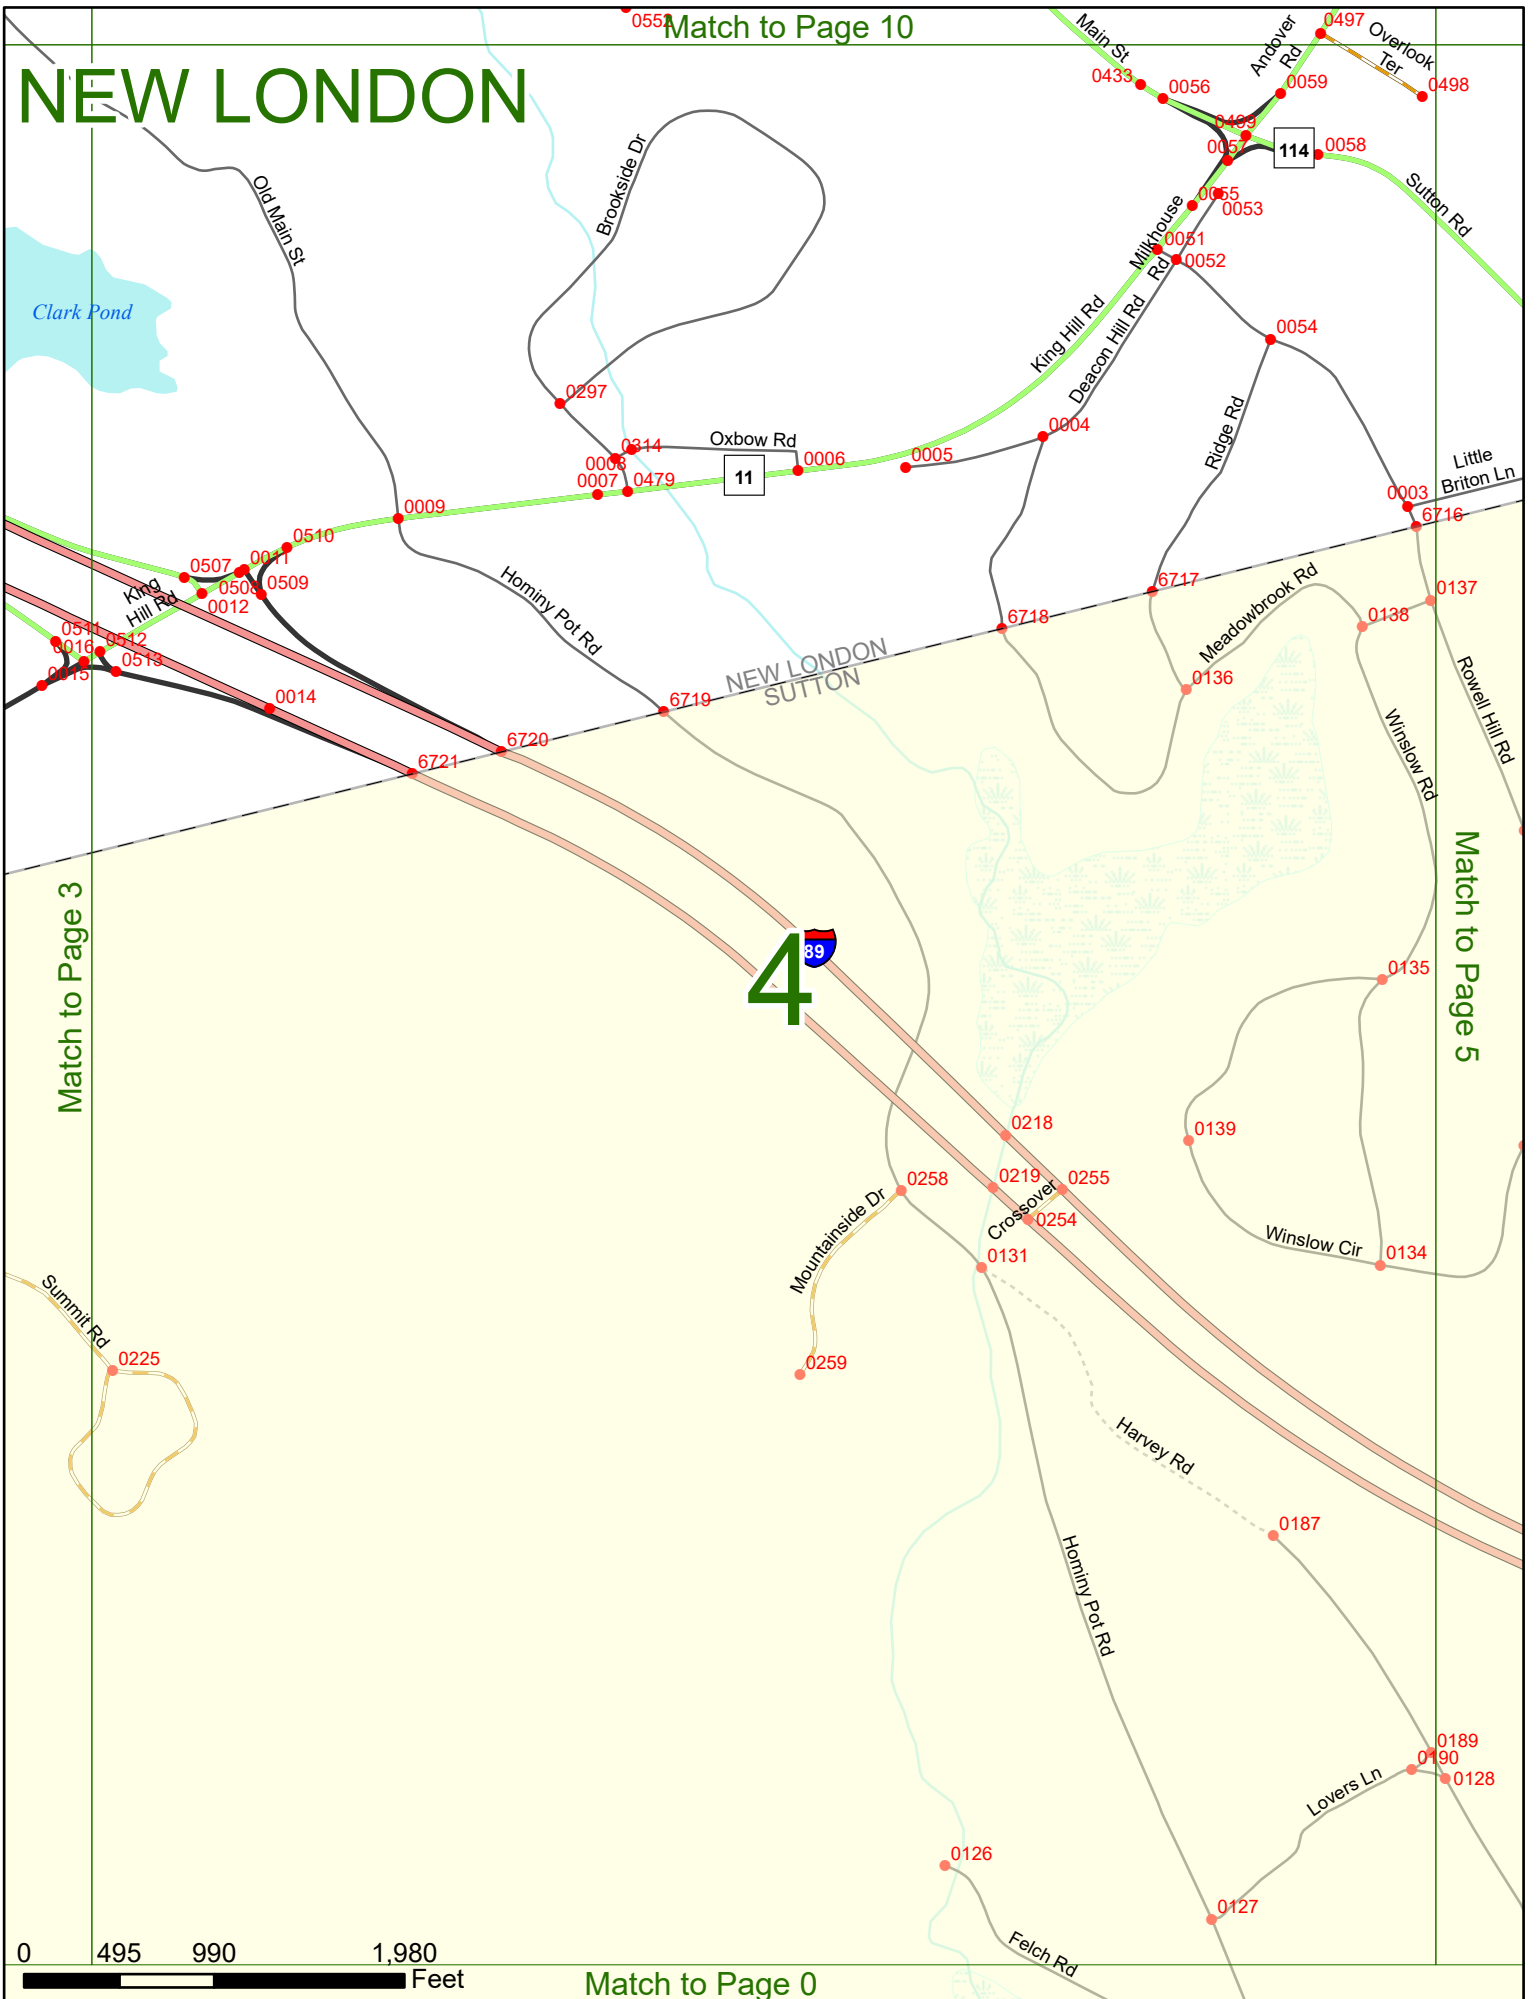 0552
Match to Page 10
NEW LONDON
Main St
0433
0056
Andover
Rd
0497
Overlook
Ter
0059
0498
0499
0057
114
0058
Sutton Rd
0055
0053
Milkhouse
Rd
0051
0052
Brookside Dr
Old Main St
Clark Pond
King Hill Rd
Deacon Hill Rd
0054
Ridge Rd
0297
0314
0008
Oxbow Rd
0004
0005
0006
11
0007
0479
0009
Little
Briton Ln
0003
6716
0510
0507
0011
0508
0509
0012
King
Hill Rd
Hominy Pot Rd
6717
Meadowbrook Rd
0137
0138
6718
0511
0512
0016
0513
0015
0014
NEW LONDON
SUTTON
0136
Rowell Hill Rd
Winslow Rd
6719
6720
6721
Match to Page 3
Match to Page 5
89
4
0135
0218
0139
0258
0219
0255
Crossover
0254
Mountainside Dr
0131
Winslow Cir
0134
Summit Rd
0225
0259
Harvey Rd
0187
Hominy Pot Rd
0189
0190
0128
Lovers Ln
0126
0127
Felch Rd
0
495
990
1,980
Feet
Match to Page 0